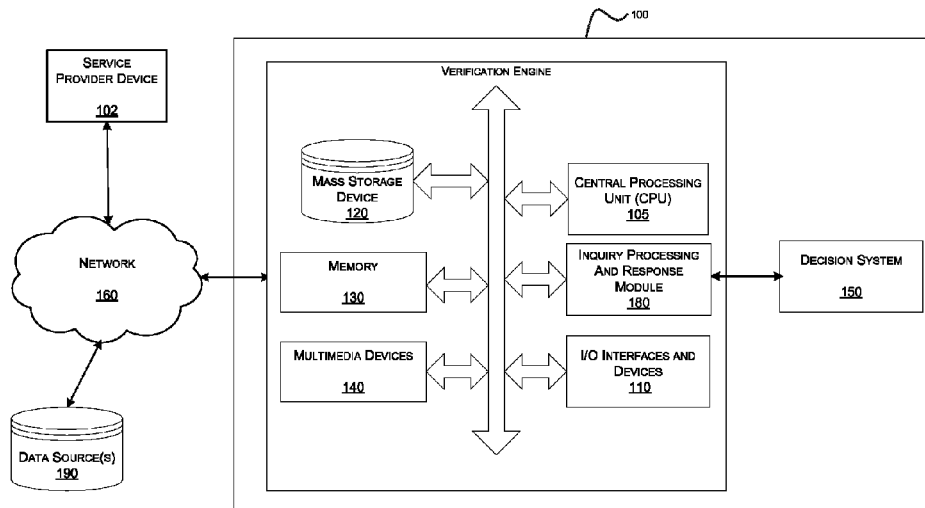 100
SERVICE
PROVIDER DEVICE
102
VERIFICATION ENGINE
MASS STORAGE
DEVICE
120
CENTRAL PROCESSING
UNIT (CPU)
105
NETWORK
160
MEMORY
130
INQUIRY PROCESSING
AND RESPONSE
MODULE
180
DECISION SYSTEM
150
MULTIMEDIA DEVICES
140
I/O INTERFACES AND
DEVICES
110
DATA SOURCE(S)
190